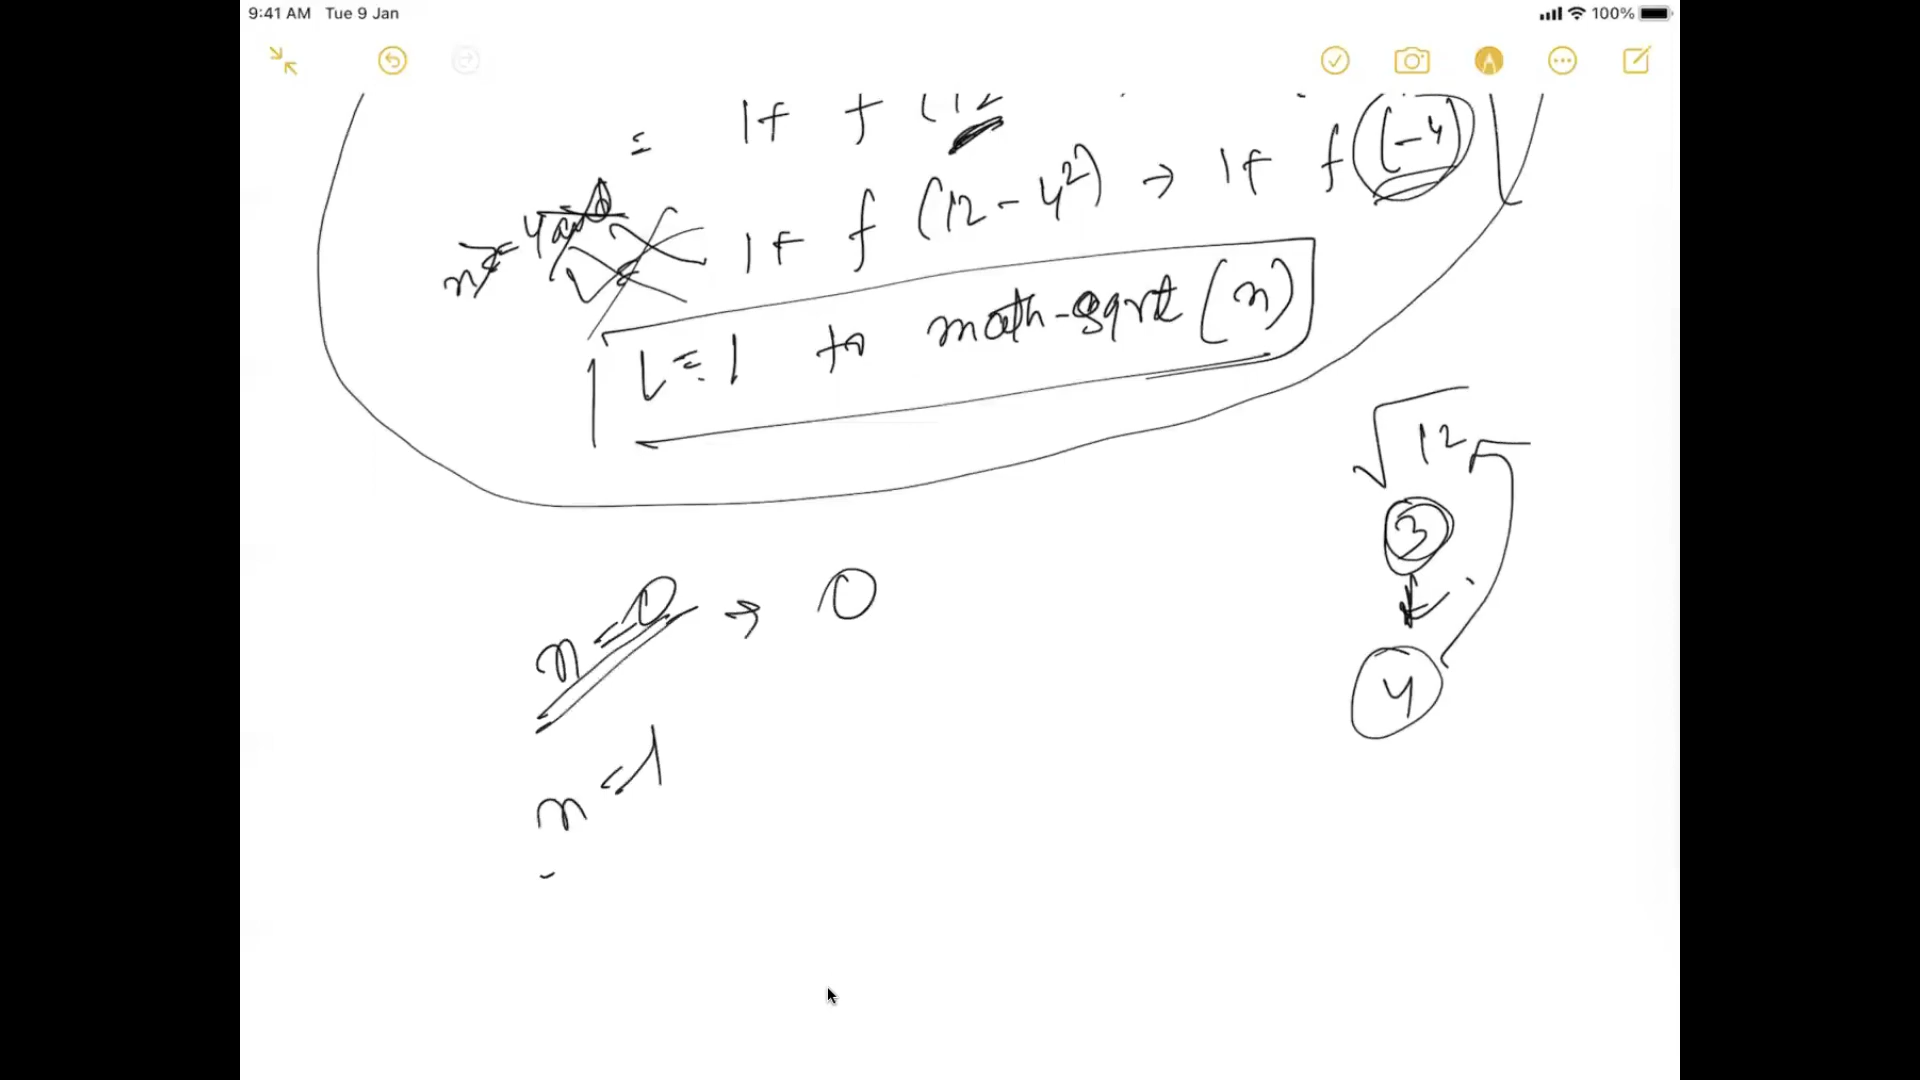 9:41 AM Tue 9 Jan 100%
= 1+ f (12
1+ f (12-4²) → 1+ f (-4)
i=1 to math-sqrt (n)
√12
3
4
n=0 → 0
n=1